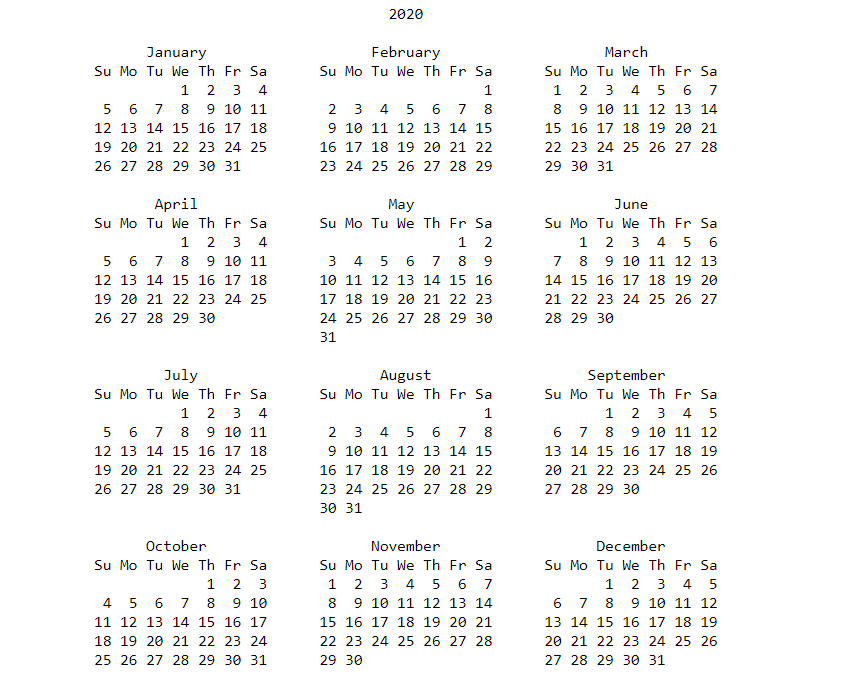 2020
January February March
Su Mo Tu We Th Fr Sa Su Mo Tu We Th Fr Sa Su Mo Tu We Th Fr Sa
1 2 3 4 1 1 2 3 4 5 6 7
5 6 7 8 9 10 11 2 3 4 5 6 7 8 8 9 10 11 12 13 14
12 13 14 15 16 17 18 9 10 11 12 13 14 15 15 16 17 18 19 20 21
19 20 21 22 23 24 25 16 17 18 19 20 21 22 22 23 24 25 26 27 28
26 27 28 29 30 31 23 24 25 26 27 28 29 29 30 31
April May June
Su Mo Tu We Th Fr Sa Su Mo Tu We Th Fr Sa Su Mo Tu We Th Fr Sa
1 2 3 4 1 2 1 2 3 4 5 6
5 6 7 8 9 10 11 3 4 5 6 7 8 9 7 8 9 10 11 12 13
12 13 14 15 16 17 18 10 11 12 13 14 15 16 14 15 16 17 18 19 20
19 20 21 22 23 24 25 17 18 19 20 21 22 23 21 22 23 24 25 26 27
26 27 28 29 30 24 25 26 27 28 29 30 28 29 30
31
July August September
Su Mo Tu We Th Fr Sa Su Mo Tu We Th Fr Sa Su Mo Tu We Th Fr Sa
1 2 3 4 1 1 2 3 4 5
5 6 7 8 9 10 11 2 3 4 5 6 7 8 6 7 8 9 10 11 12
12 13 14 15 16 17 18 9 10 11 12 13 14 15 13 14 15 16 17 18 19
19 20 21 22 23 24 25 16 17 18 19 20 21 22 20 21 22 23 24 25 26
26 27 28 29 30 31 23 24 25 26 27 28 29 27 28 29 30
30 31
October November December
Su Mo Tu We Th Fr Sa Su Mo Tu We Th Fr Sa Su Mo Tu We Th Fr Sa
1 2 3 1 2 3 4 5 6 7 1 2 3 4 5
4 5 6 7 8 9 10 8 9 10 11 12 13 14 6 7 8 9 10 11 12
11 12 13 14 15 16 17 15 16 17 18 19 20 21 13 14 15 16 17 18 19
18 19 20 21 22 23 24 22 23 24 25 26 27 28 20 21 22 23 24 25 26
25 26 27 28 29 30 31 29 30 27 28 29 30 31